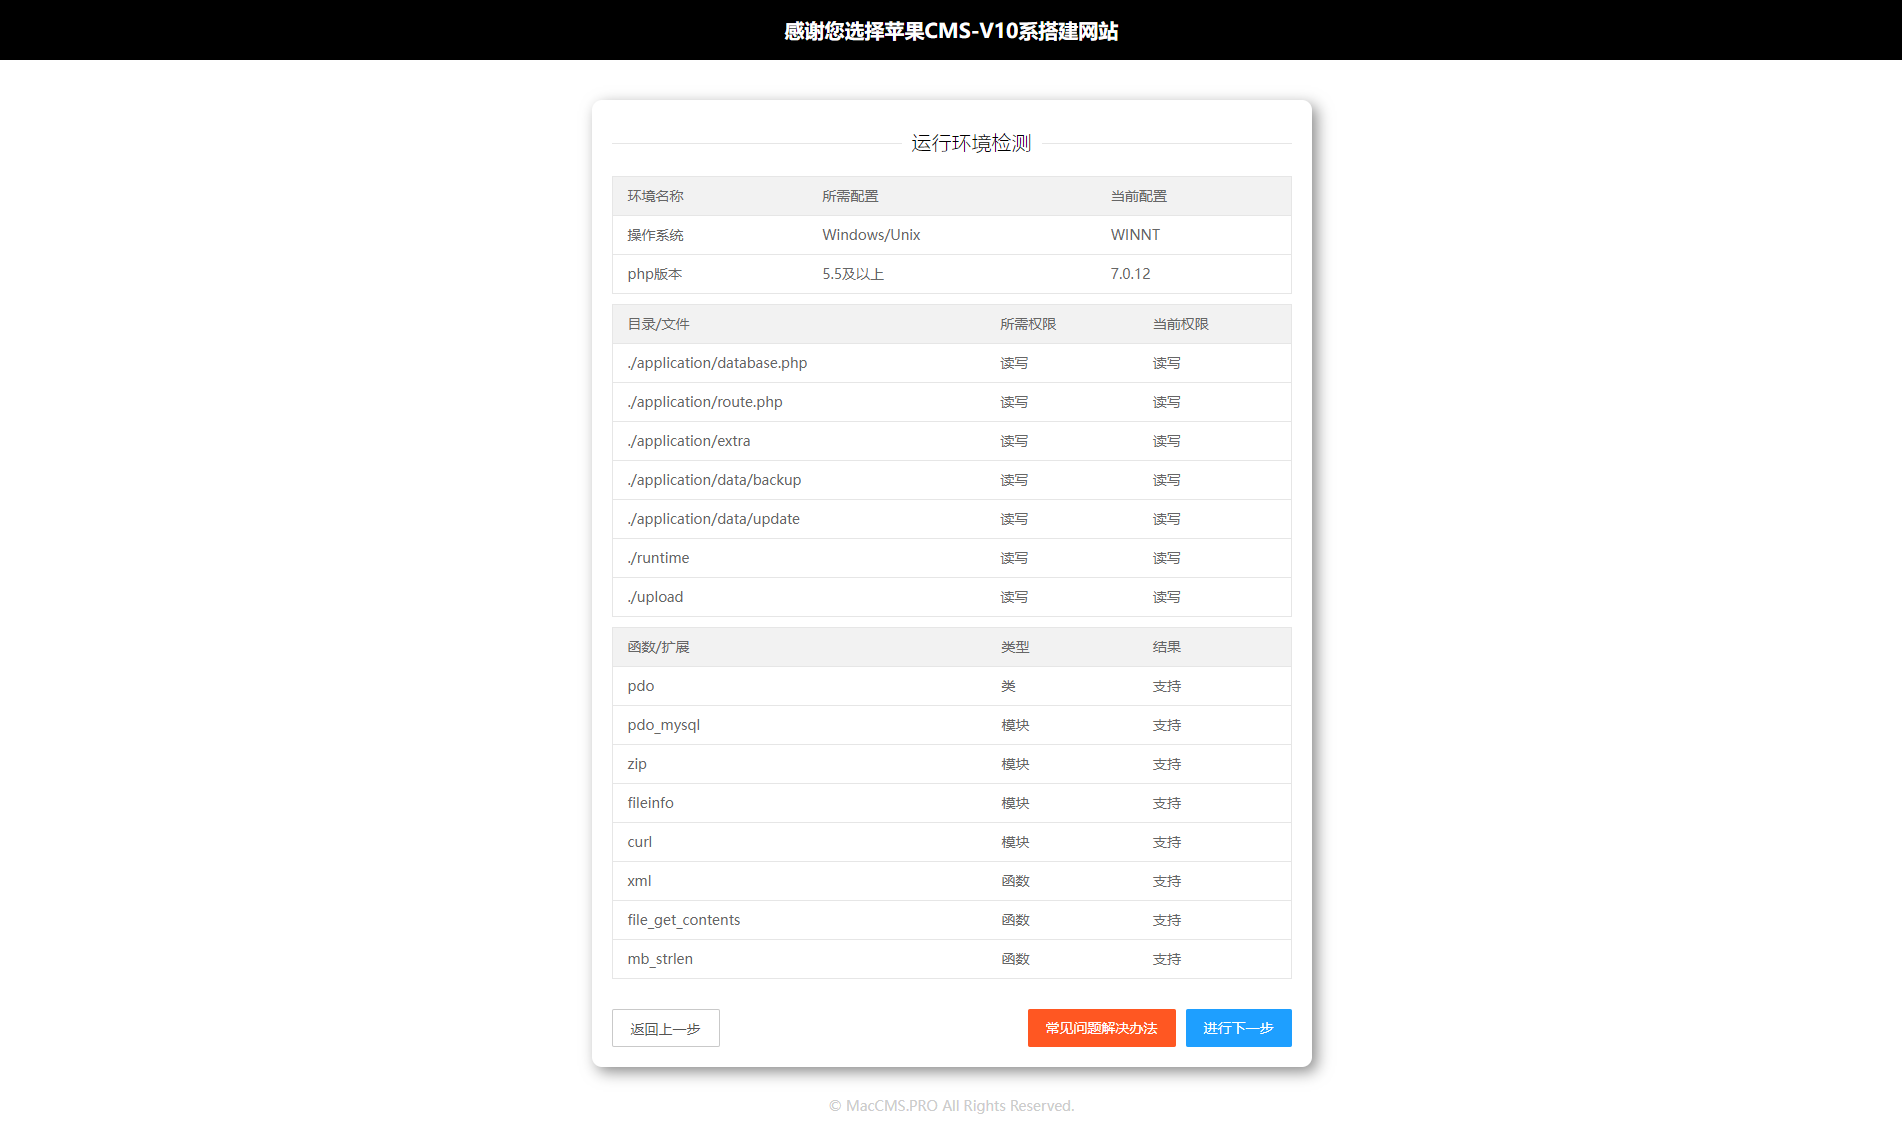 感谢您选择苹果CMS-V10系搭建网站
运行环境检测
环境名称 所需配置 当前配置
操作系统 Windows/Unix WINNT
php版本 5.5及以上 7.0.12
目录/文件 所需权限 当前权限
./application/database.php 读写 读写
./application/route.php 读写 读写
./application/extra 读写 读写
./application/data/backup 读写 读写
./application/data/update 读写 读写
./runtime 读写 读写
./upload 读写 读写
函数/扩展 类型 结果
pdo 类 支持
pdo_mysql 模块 支持
zip 模块 支持
fileinfo 模块 支持
curl 模块 支持
xml 函数 支持
file_get_contents 函数 支持
mb_strlen 函数 支持
返回上一步 常见问题解决办法 进行下一步
© MacCMS.PRO All Rights Reserved.